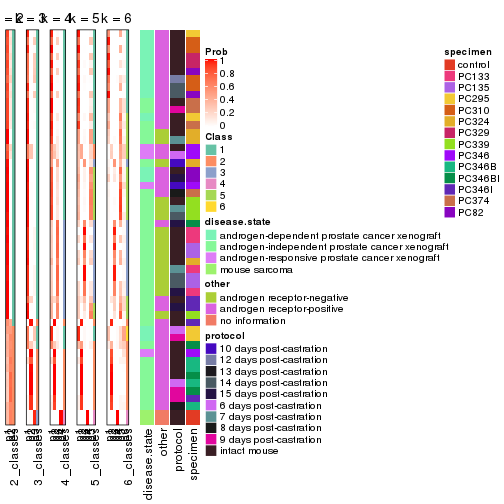 k = 2
k = 3
k = 4
k = 5
k = 6
Prob
1
0.8
0.6
0.4
0.2
0
Class
1
2
3
4
5
6
disease.state
androgen-dependent prostate cancer xenograft
androgen-independent prostate cancer xenograft
androgen-responsive prostate cancer xenograft
mouse sarcoma
other
androgen receptor-negative
androgen receptor-positive
no information
protocol
10 days post-castration
12 days post-castration
13 days post-castration
14 days post-castration
15 days post-castration
6 days post-castration
7 days post-castration
8 days post-castration
9 days post-castration
intact mouse
specimen
control
PC133
PC135
PC295
PC310
PC324
PC329
PC339
PC346
PC346B
PC346BI
PC346I
PC374
PC82
2_classes
3_classes
4_classes
5_classes
6_classes
disease.state
other
protocol
specimen